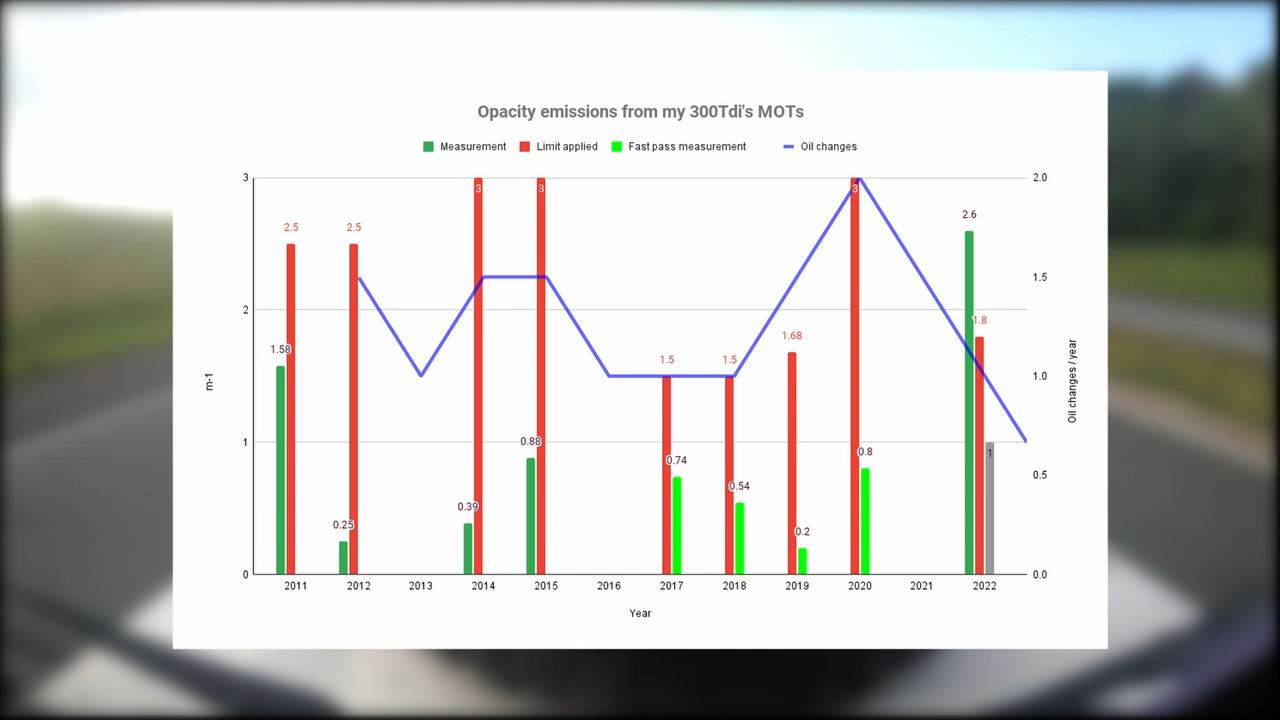 Opacity emissions from my 300Tdi's MOTs
Measurement Limit applied Fast pass measurement Oil changes
3 2.0
3 3 3
2.6
2.5 2.5
1.5
2 1.8
1.68
1.58 1.5 1.5
1.0
m-1 Oil changes / year
1 0.88 0.8 1
0.74
0.54 0.5
0.39
0.25 0.2
0 0.0
2011 2012 2013 2014 2015 2016 2017 2018 2019 2020 2021 2022
Year